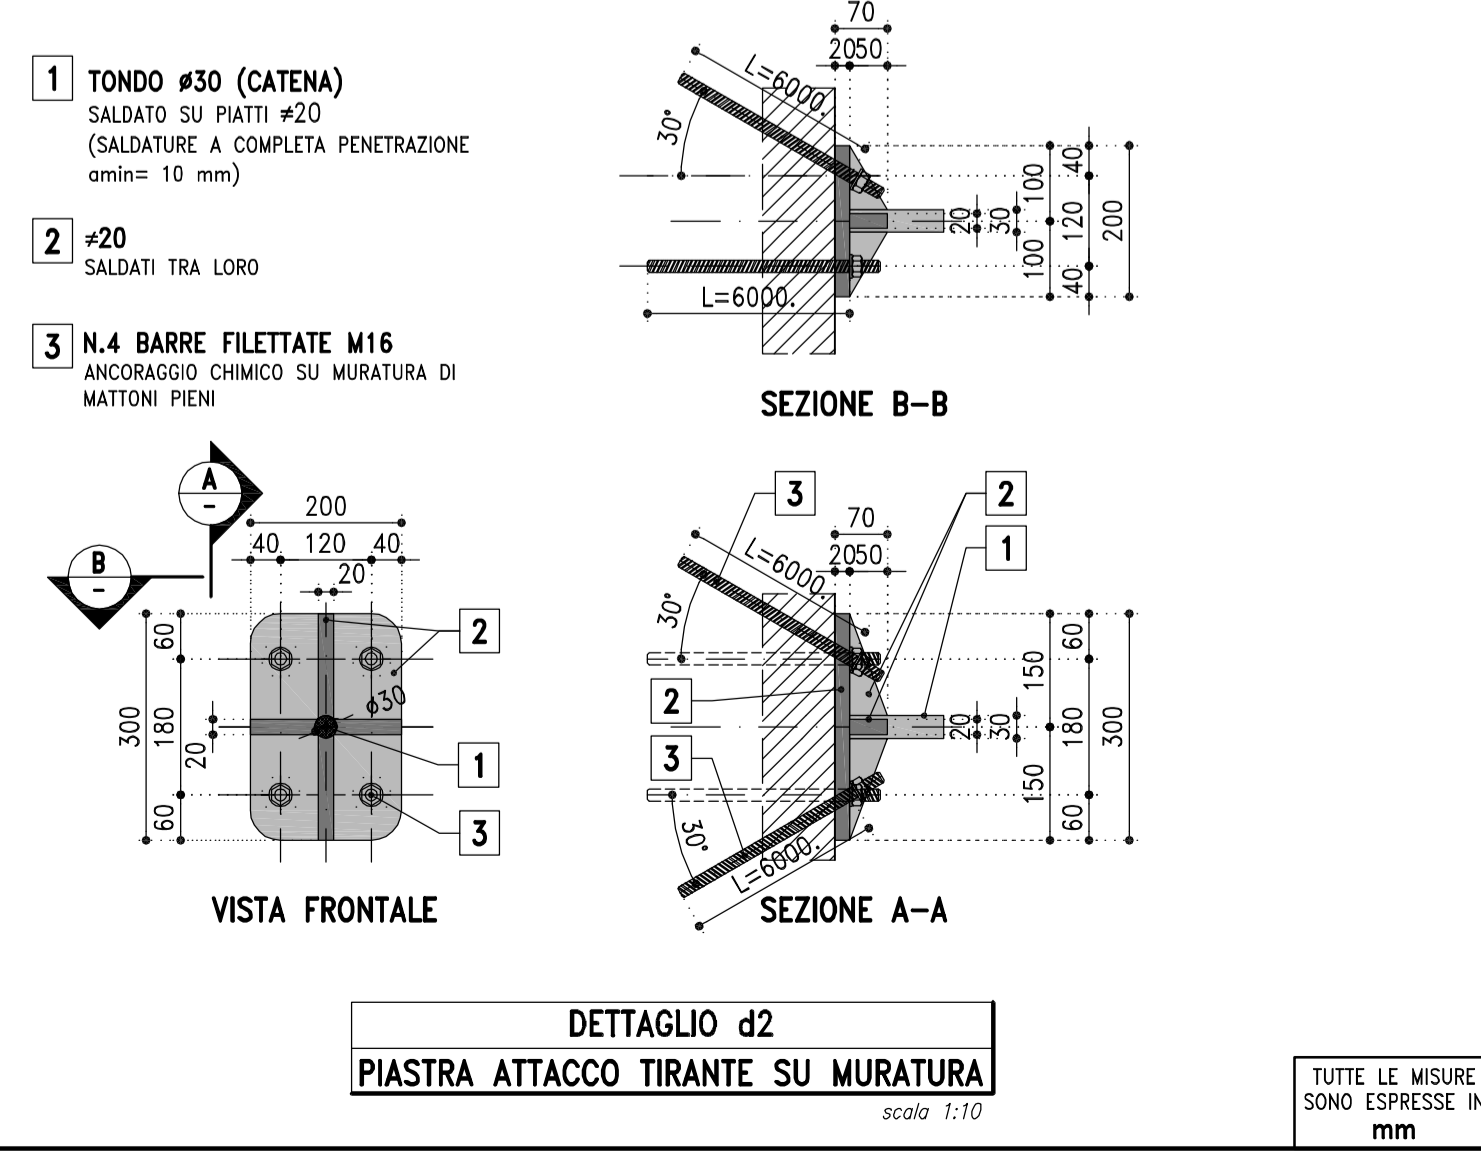 1 TONDO ø30 (CATENA)
SALDATO SU PIATTI ≠20
(SALDATURE A COMPLETA PENETRAZIONE
amin= 10 mm)
2 ≠20
SALDATI TRA LORO
3 N.4 BARRE FILETTATE M16
ANCORAGGIO CHIMICO SU MURATURA DI
MATTONI PIENI
70
20 50
L=6000.
30°
L=6000.
20
30
100
100
40
120
40
200
SEZIONE B-B
A
-
B
-
200
40 120 40
20
60
180
60
300
20
ø30
2
1
3
VISTA FRONTALE
3
2
1
70
20 50
L=6000.
30°
2
3
30°
L=6000.
20
30
150
150
60
180
60
300
SEZIONE A-A
DETTAGLIO d2
PIASTRA ATTACCO TIRANTE SU MURATURA
scala 1:10
TUTTE LE MISURE
SONO ESPRESSE IN
mm